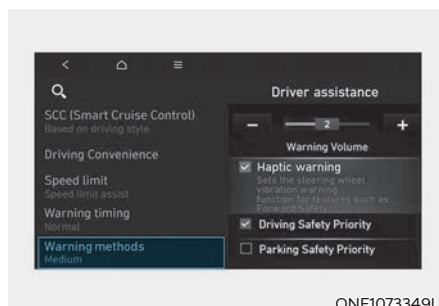 Driver assistance
SCC (Smart Cruise Control)
Based on driving style
Driving Convenience
Speed limit
Speed limit assist
Warning timing
Normal
Warning methods
Medium
− 2 +
Warning Volume
Haptic warning
Sets the steering wheel
vibration warning
function for features such as
Forward Safety
Driving Safety Priority
Parking Safety Priority